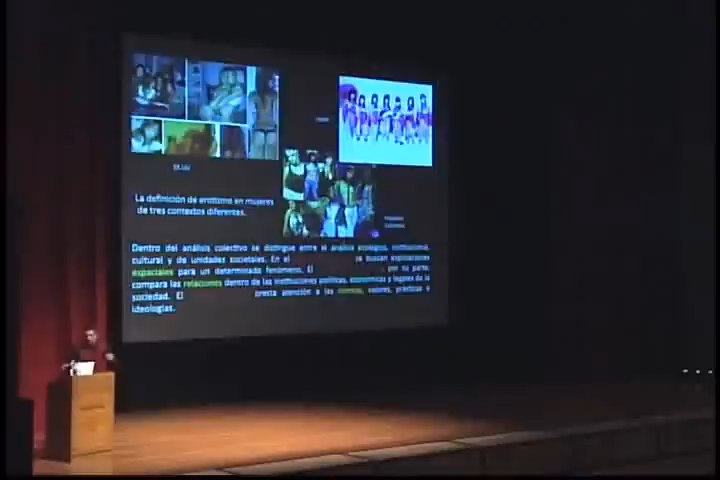 EE.UU.
La definición de erotismo en mujeres
de tres contextos diferentes.
Dentro del análisis colectivo se distingue entre el análisis ecológico, institucional,
cultural y de unidades societales. En el se buscan explicaciones
espaciales para un determinado fenómeno. El por su parte,
compara las relaciones dentro de las instituciones políticas, económicas y legales de la
sociedad. El presta atención a las normas, valores, prácticas e
ideologías.